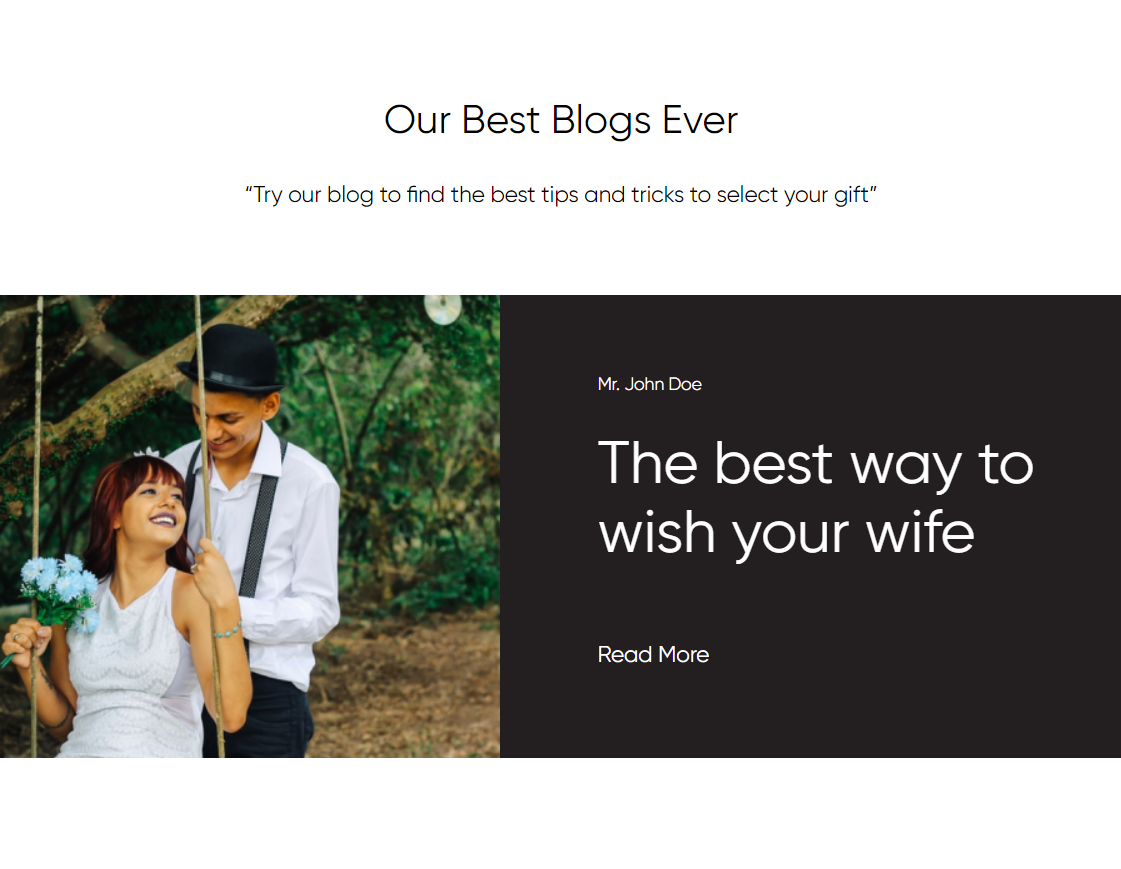 Our Best Blogs Ever
“Try our blog to find the best tips and tricks to select your gift”
Mr. John Doe
The best way to
wish your wife
Read More